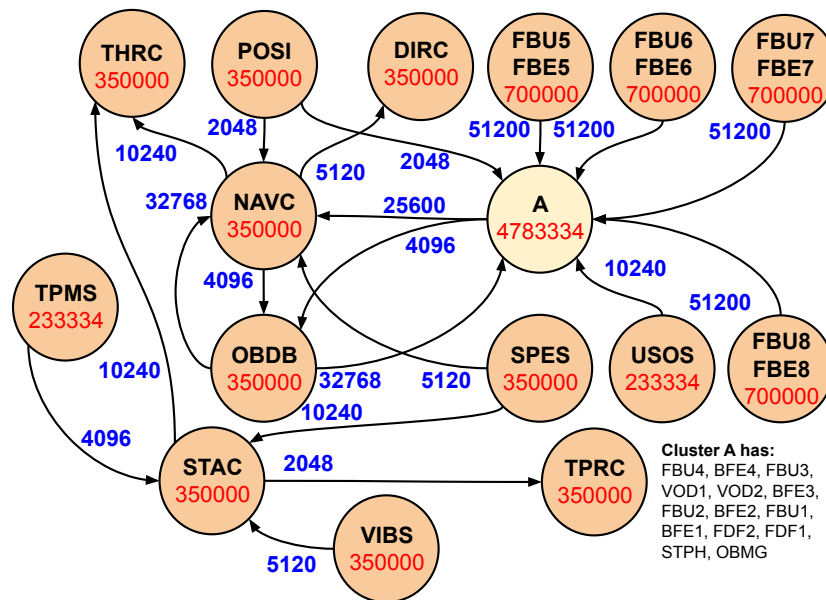 THRC
350000
POSI
350000
DIRC
350000
FBU5
FBE5
700000
FBU6
FBE6
700000
FBU7
FBE7
700000
2048
10240
5120
2048
51200
51200
51200
32768
NAVC
350000
25600
A
4783334
4096
4096
10240
TPMS
233334
51200
OBDB
350000
SPES
350000
USOS
233334
FBU8
FBE8
700000
10240
32768
5120
10240
4096
STAC
350000
2048
TPRC
350000
Cluster A has:
FBU4, BFE4, FBU3,
VOD1, VOD2, BFE3,
FBU2, BFE2, FBU1,
BFE1, FDF2, FDF1,
STPH, OBMG
VIBS
350000
5120